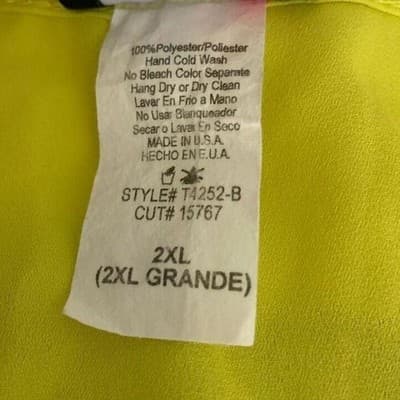 100%Polyester/Poliester
Hand Cold Wash
No Bleach Color Separate
Hang Dry or Dry Clean
Lavar En Frio a Mano
No Usar Blanqueador
Secar o Lavar En Seco
MADE IN U.S.A.
HECHO EN E.U.A.
STYLE# T4252-B
CUT# 15767
2XL
(2XL GRANDE)